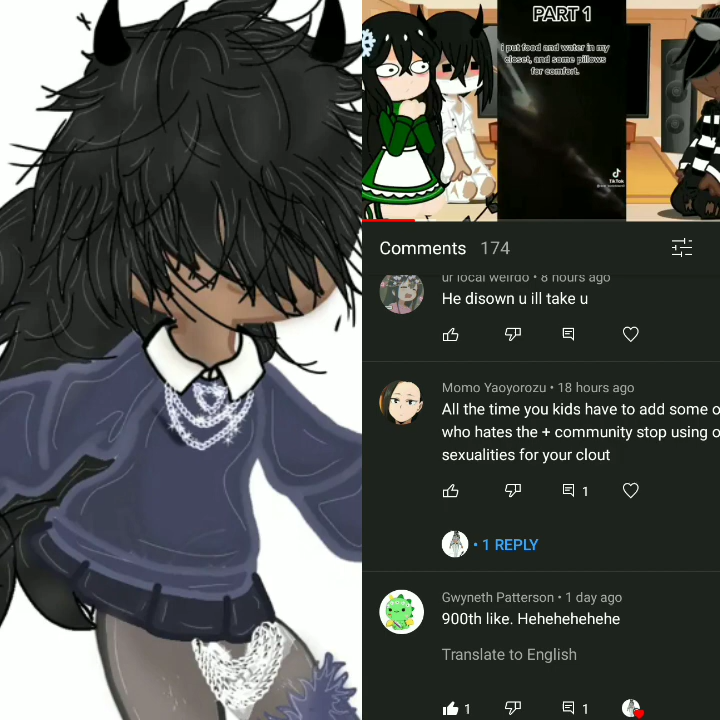 PART 1
i put food and water in my
closet, and some pillows
for comfort.
TikTok
Comments 174
ur local weirdo • 8 hours ago
He disown u ill take u
Momo Yaoyorozu • 18 hours ago
All the time you kids have to add some o
who hates the + community stop using o
sexualities for your clout
1
• 1 REPLY
Gwyneth Patterson • 1 day ago
900th like. Hehehehehehe
Translate to English
1 1